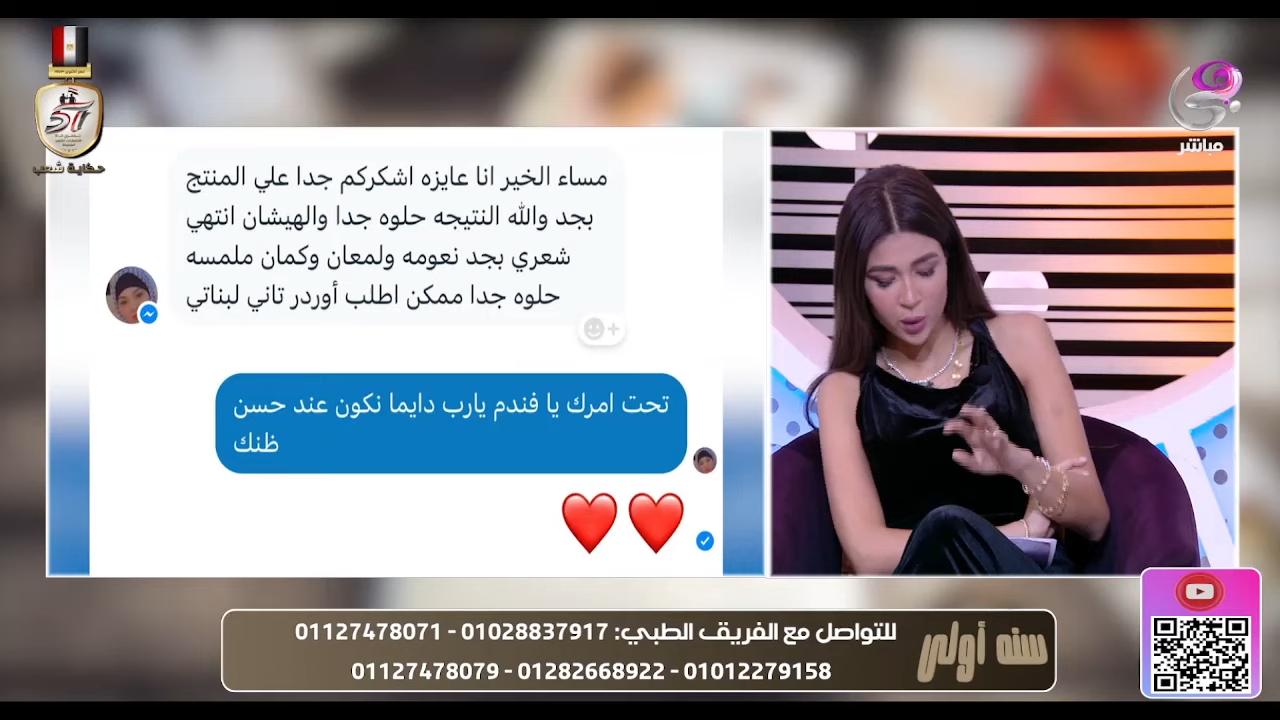 حكاية شعب
مباشر
مساء الخير انا عايزه اشكركم جدا علي المنتج
بجد والله النتيجه حلوه جدا والهيشان انتهي
شعري بجد نعومه ولمعان وكمان ملمسه
حلوه جدا ممكن اطلب أوردر تاني لبناتي
تحت امرك يا فندم يارب دايما نكون عند حسن
ظنك
سنه أولى
للتواصل مع الفريق الطبي: 01028837917 - 01127478071
01012279158 - 01282668922 - 01127478079